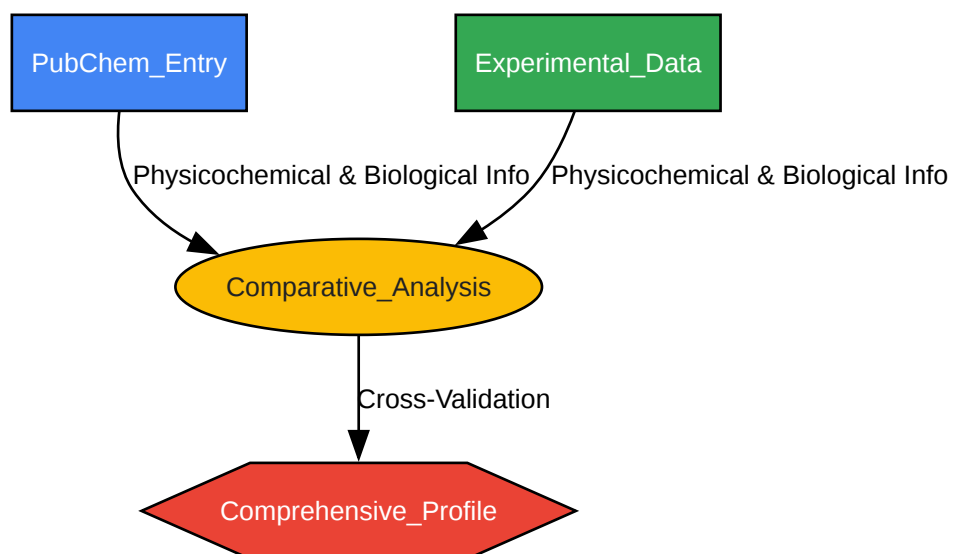 PubChem_Entry
Experimental_Data
Physicochemical & Biological Info
Physicochemical & Biological Info
Comparative_Analysis
Cross-Validation
Comprehensive_Profile